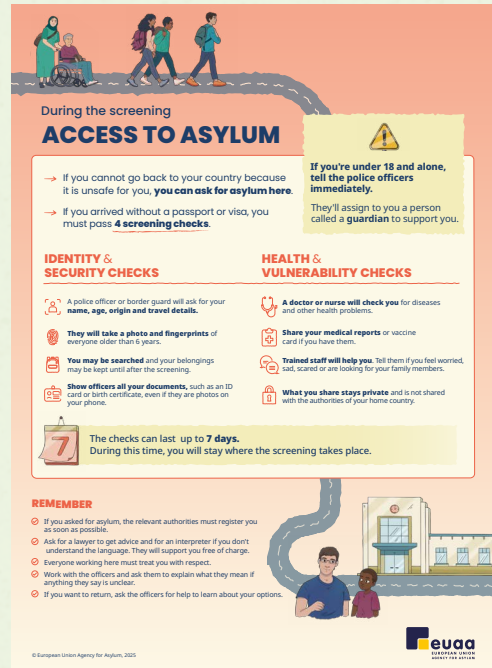 During the screening
ACCESS TO ASYLUM
If you cannot go back to your country because
it is unsafe for you, you can ask for asylum here.
If you arrived without a passport or visa, you
must pass 4 screening checks.
If you're under 18 and alone,
tell the police officers
immediately.
They'll assign to you a person
called a guardian to support you.
IDENTITY &
SECURITY CHECKS
A police officer or border guard will ask for your
name, age, origin and travel details.
They will take a photo and fingerprints of
everyone older than 6 years.
You may be searched and your belongings
may be kept until after the screening.
Show officers all your documents, such as an ID
card or birth certificate, even if they are photos on
your phone.
HEALTH &
VULNERABILITY CHECKS
A doctor or nurse will check you for diseases
and other health problems.
Share your medical reports or vaccine
card if you have them.
Trained staff will help you. Tell them if you feel worried,
sad, scared or are looking for your family members.
What you share stays private and is not shared
with the authorities of your home country.
7
The checks can last up to 7 days.
During this time, you will stay where the screening takes place.
REMEMBER
If you asked for asylum, the relevant authorities must register you
as soon as possible.
Ask for a lawyer to get advice and for an interpreter if you don't
understand the language. They will support you free of charge.
Everyone working here must treat you with respect.
Work with the officers and ask them to explain what they mean if
anything they say is unclear.
If you want to return, ask the officers for help to learn about your options.
© European Union Agency for Asylum, 2025
euaa
EUROPEAN UNION
AGENCY FOR ASYLUM